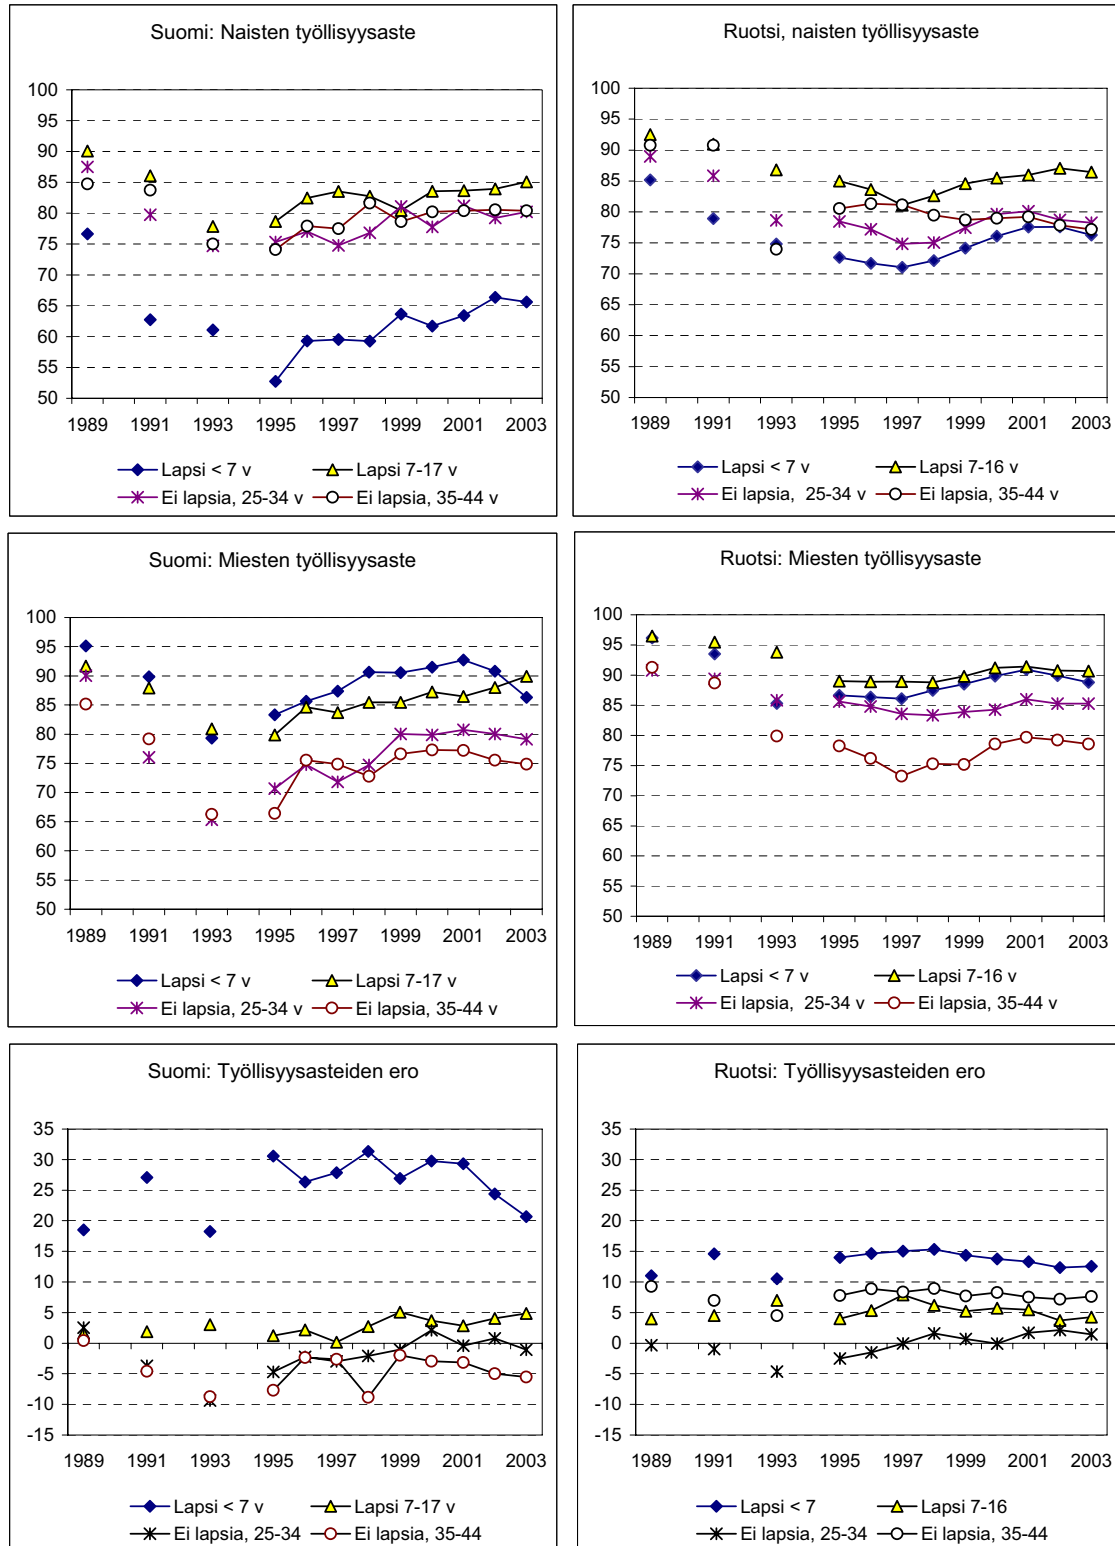 Suomi: Naisten työllisyysaste
100
95
90
85
80
75
70
65
60
55
50
1989 1991 1993 1995 1997 1999 2001 2003
Lapsi < 7 v Lapsi 7-17 v
Ei lapsia, 25-34 v Ei lapsia, 35-44 v
Ruotsi, naisten työllisyysaste
100
95
90
85
80
75
70
65
60
55
50
1989 1991 1993 1995 1997 1999 2001 2003
Lapsi < 7 v Lapsi 7-16 v
Ei lapsia, 25-34 v Ei lapsia, 35-44 v
Suomi: Miesten työllisyysaste
100
95
90
85
80
75
70
65
60
55
50
1989 1991 1993 1995 1997 1999 2001 2003
Lapsi < 7 v Lapsi 7-17 v
Ei lapsia, 25-34 v Ei lapsia, 35-44 v
Ruotsi: Miesten työllisyysaste
100
95
90
85
80
75
70
65
60
55
50
1989 1991 1993 1995 1997 1999 2001 2003
Lapsi < 7 v Lapsi 7-16 v
Ei lapsia, 25-34 v Ei lapsia, 35-44 v
Suomi: Työllisyysasteiden ero
35
30
25
20
15
10
5
0
-5
-10
-15
1989 1991 1993 1995 1997 1999 2001 2003
Lapsi < 7 v Lapsi 7-17 v
Ei lapsia, 25-34 Ei lapsia, 35-44
Ruotsi: Työllisyysasteiden ero
35
30
25
20
15
10
5
0
-5
-10
-15
1989 1991 1993 1995 1997 1999 2001 2003
Lapsi < 7 Lapsi 7-16
Ei lapsia, 25-34 Ei lapsia, 35-44